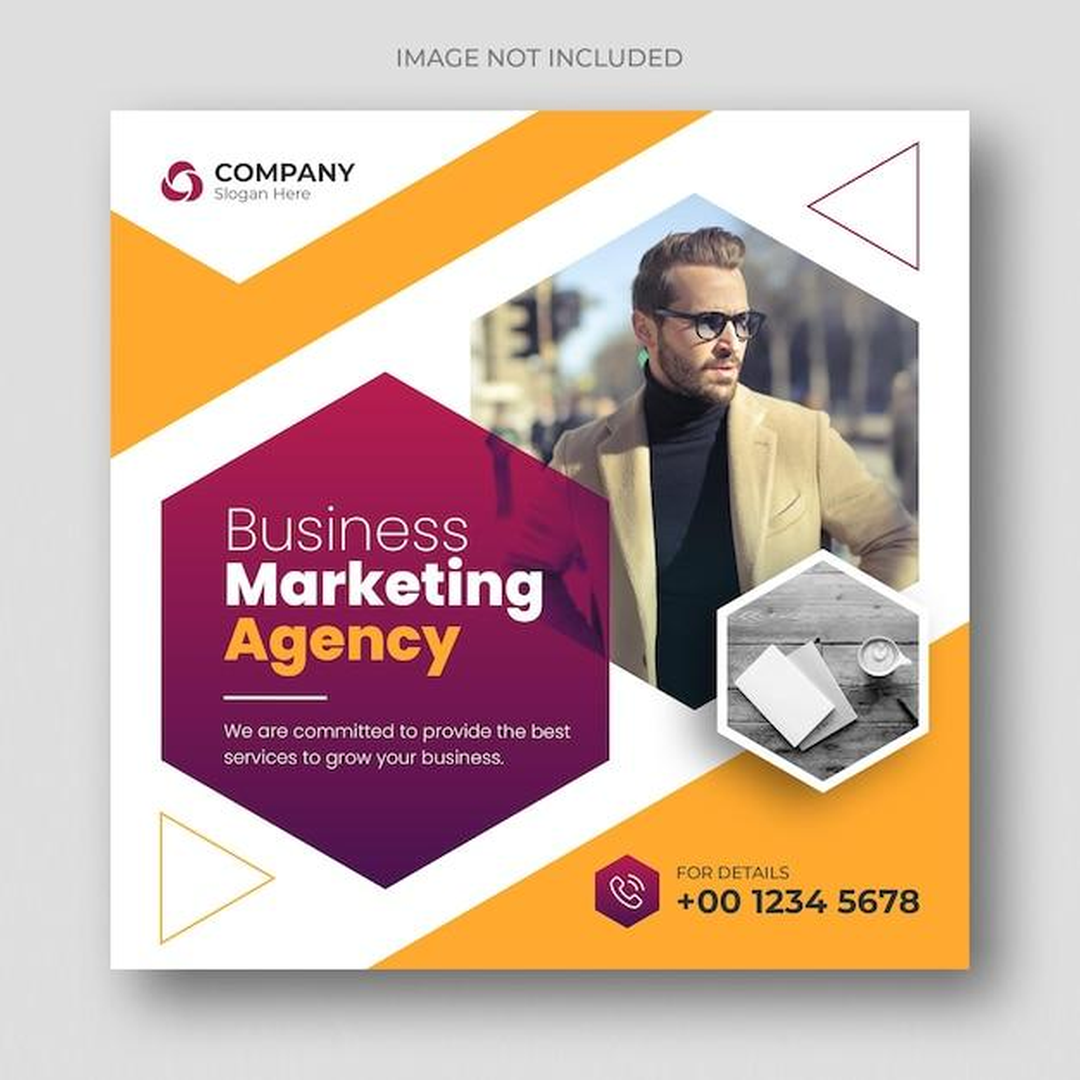 IMAGE NOT INCLUDED
COMPANY
Slogan Here
Business
Marketing
Agency
We are committed to provide the best
services to grow your business.
FOR DETAILS
+00 1234 5678